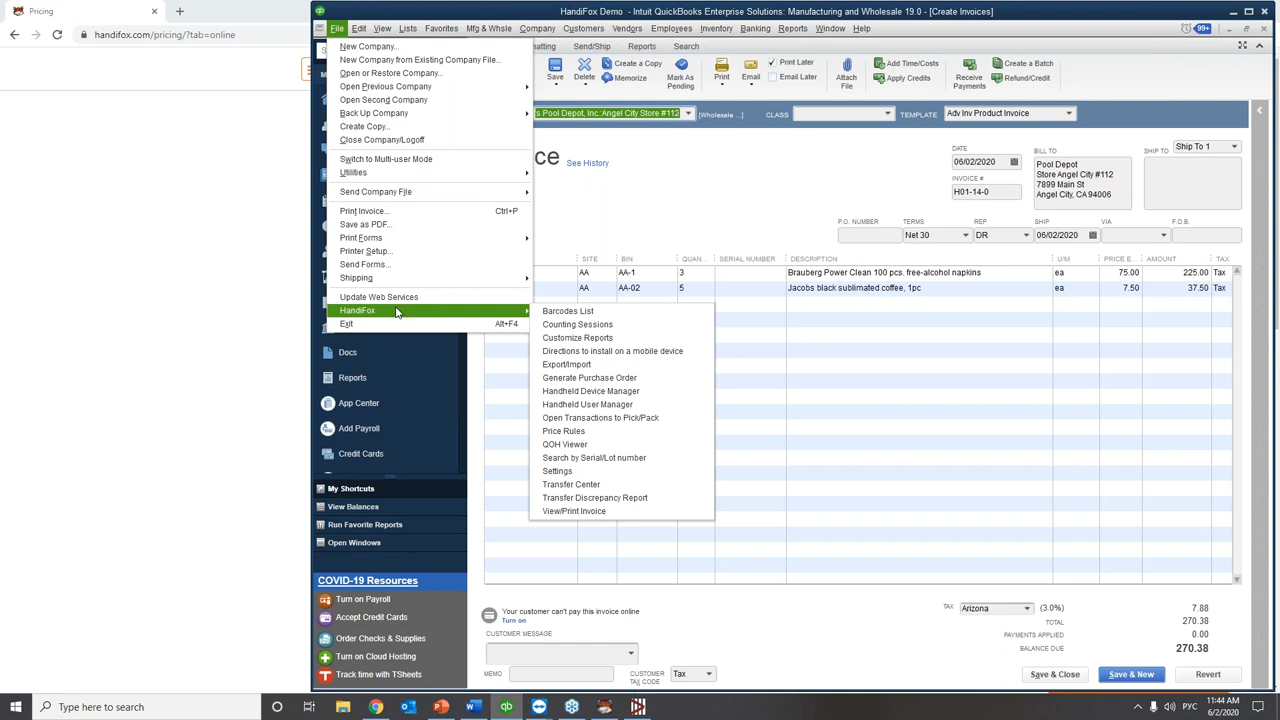 Pricing
handifox.com/pricing/?tab=online
HandiFox Demo - Intuit QuickBooks Enterprise Solutions: Manufacturing and Wholesale 19.0 - [Create Invoices]
File Edit View Lists Favorites Mfg & Whole Company Customers Vendors Employees Inventory Banking Reports Window Help
99+
New Company...
New Company from Existing Company File...
Open or Restore Company...
Open Previous Company
Open Second Company
Back Up Company
Create Copy...
Close Company/Logoff
Switch to Multi-user Mode
Utilities
Send Company File
Print Invoice... Ctrl+P
Save as PDF...
Print Forms
Printer Setup...
Send Forms...
Shipping
Update Web Services
HandiFox
Exit Alt+F4
Barcodes List
Counting Sessions
Customize Reports
Directions to install on a mobile device
Export/Import
Generate Purchase Order
Handheld Device Manager
Handheld User Manager
Open Transactions to Pick/Pack
Price Rules
QOH Viewer
Search by Serial/Lot number
Settings
Transfer Center
Transfer Discrepancy Report
View/Print Invoice
Docs
Reports
App Center
Add Payroll
Credit Cards
My Shortcuts
View Balances
Run Favorite Reports
Open Windows
COVID-19 Resources
Turn on Payroll
Accept Credit Cards
Order Checks & Supplies
Turn on Cloud Hosting
Track time with TSheets
matting Send/Ship Reports Search
Save
Delete
Create a Copy
Memorize
Mark As
Pending
Print
Email
Print Later
Email Later
Attach
File
Add Time/Costs
Apply Credits
Receive
Payments
Create a Batch
Refund/Credit
's Pool Depot, Inc.:Angel City Store #112
[Wholesale ...]
CLASS
TEMPLATE Adv Inv Product Invoice
ce See History
DATE
06/02/2020
INVOICE #
H01-14-0
BILL TO
Pool Depot
Store Angel City #112
7899 Main St
Angel City, CA 94006
SHIP TO Ship To 1
P.O. NUMBER TERMS REP SHIP VIA F.O.B.
Net 30 DR 06/02/2020
SITE BIN QUAN... SERIAL NUMBER DESCRIPTION U/M PRICE E... AMOUNT TAX
AA AA-1 3 Brauberg Power Clean 100 pcs. free-alcohol napkins ea 75.00 225.00 Tax
AA AA-02 5 Jacobs black sublimated coffee, 1pc ea 7.50 37.50 Tax
Your customer can't pay this invoice online
Turn on
CUSTOMER MESSAGE
MEMO
CUSTOMER
TAX CODE
Tax
TAX Arizona (3.0%) 7.88
TOTAL 270.38
PAYMENTS APPLIED 0.00
BALANCE DUE 270.38
Save & Close Save & New Revert
Type here to search
РУС
11:44 AM
6/2/2020